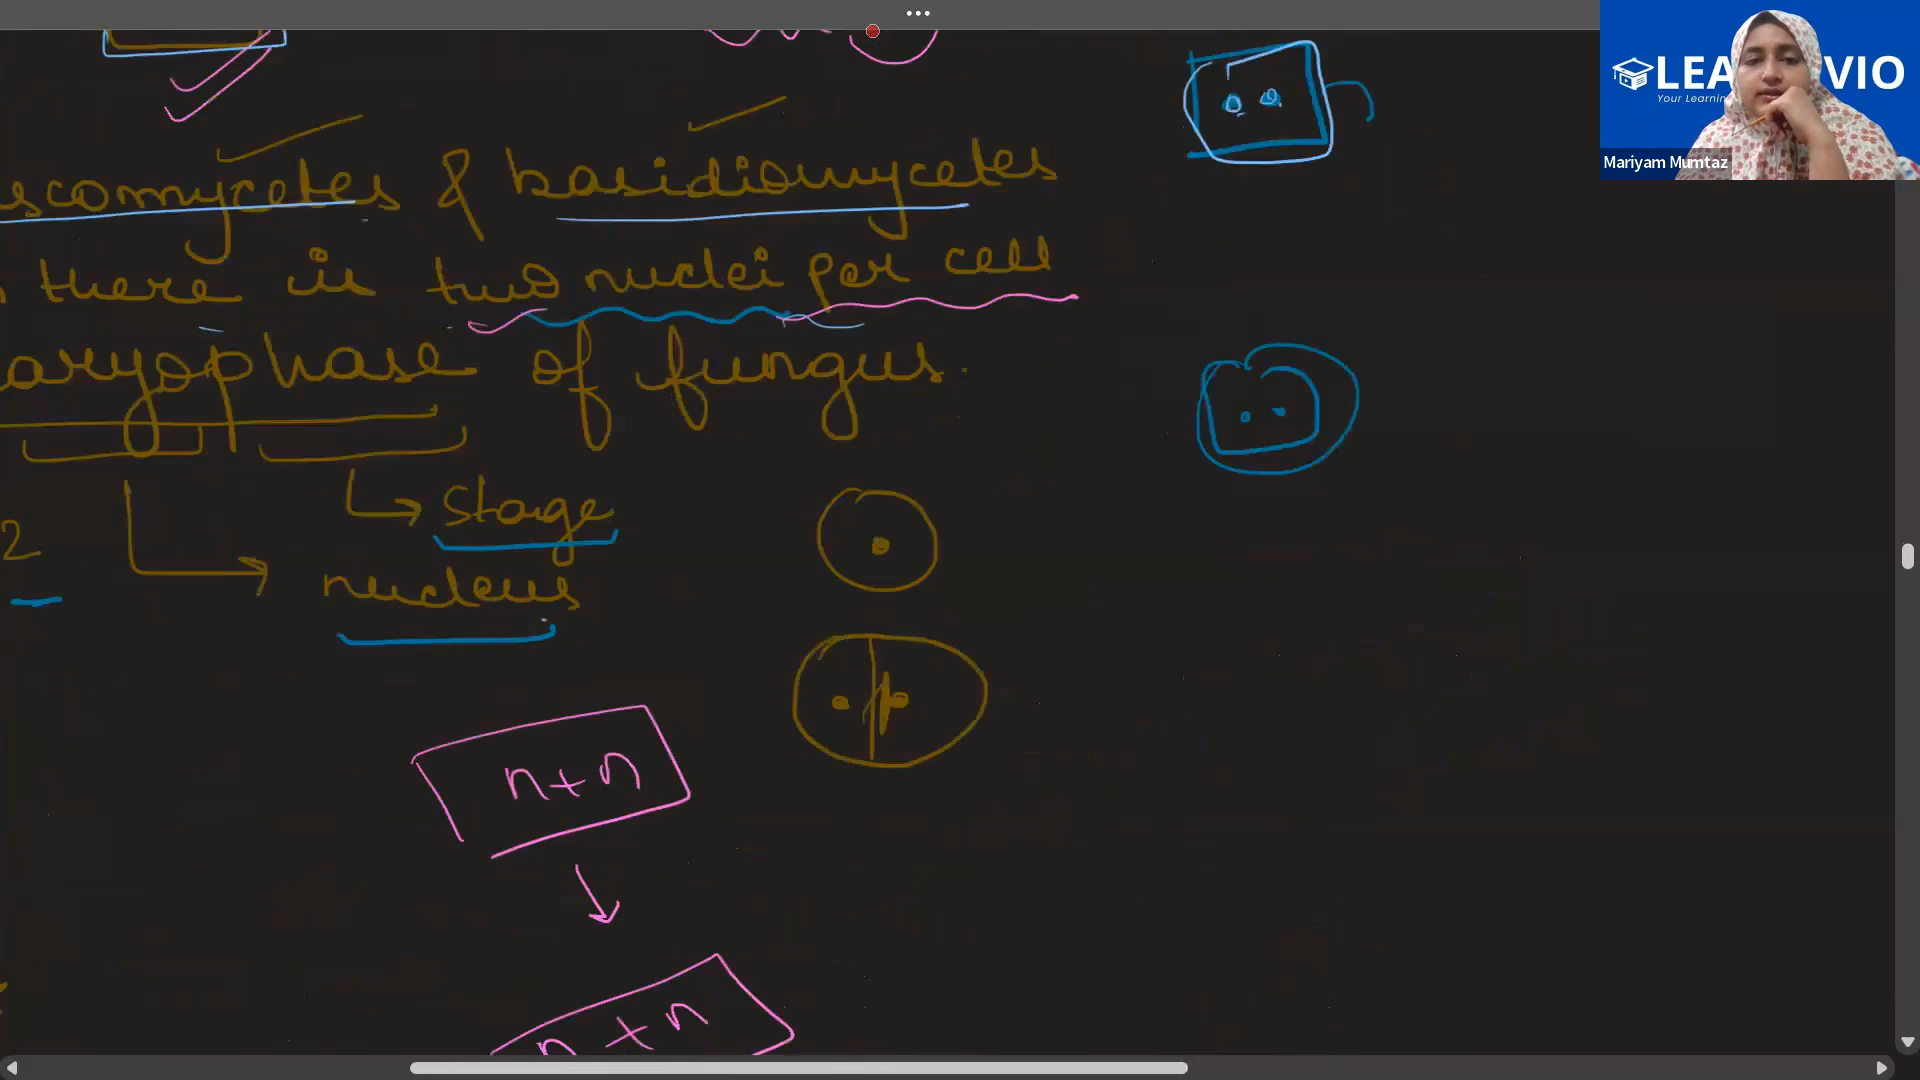 LEA VIO
Your Learnin
Mariyam Mumtaz
scomycetes & basidiomycetes
there is two nuclei per cell
aryophase of fungus.
2
stage
nucleus
n+n
n+n